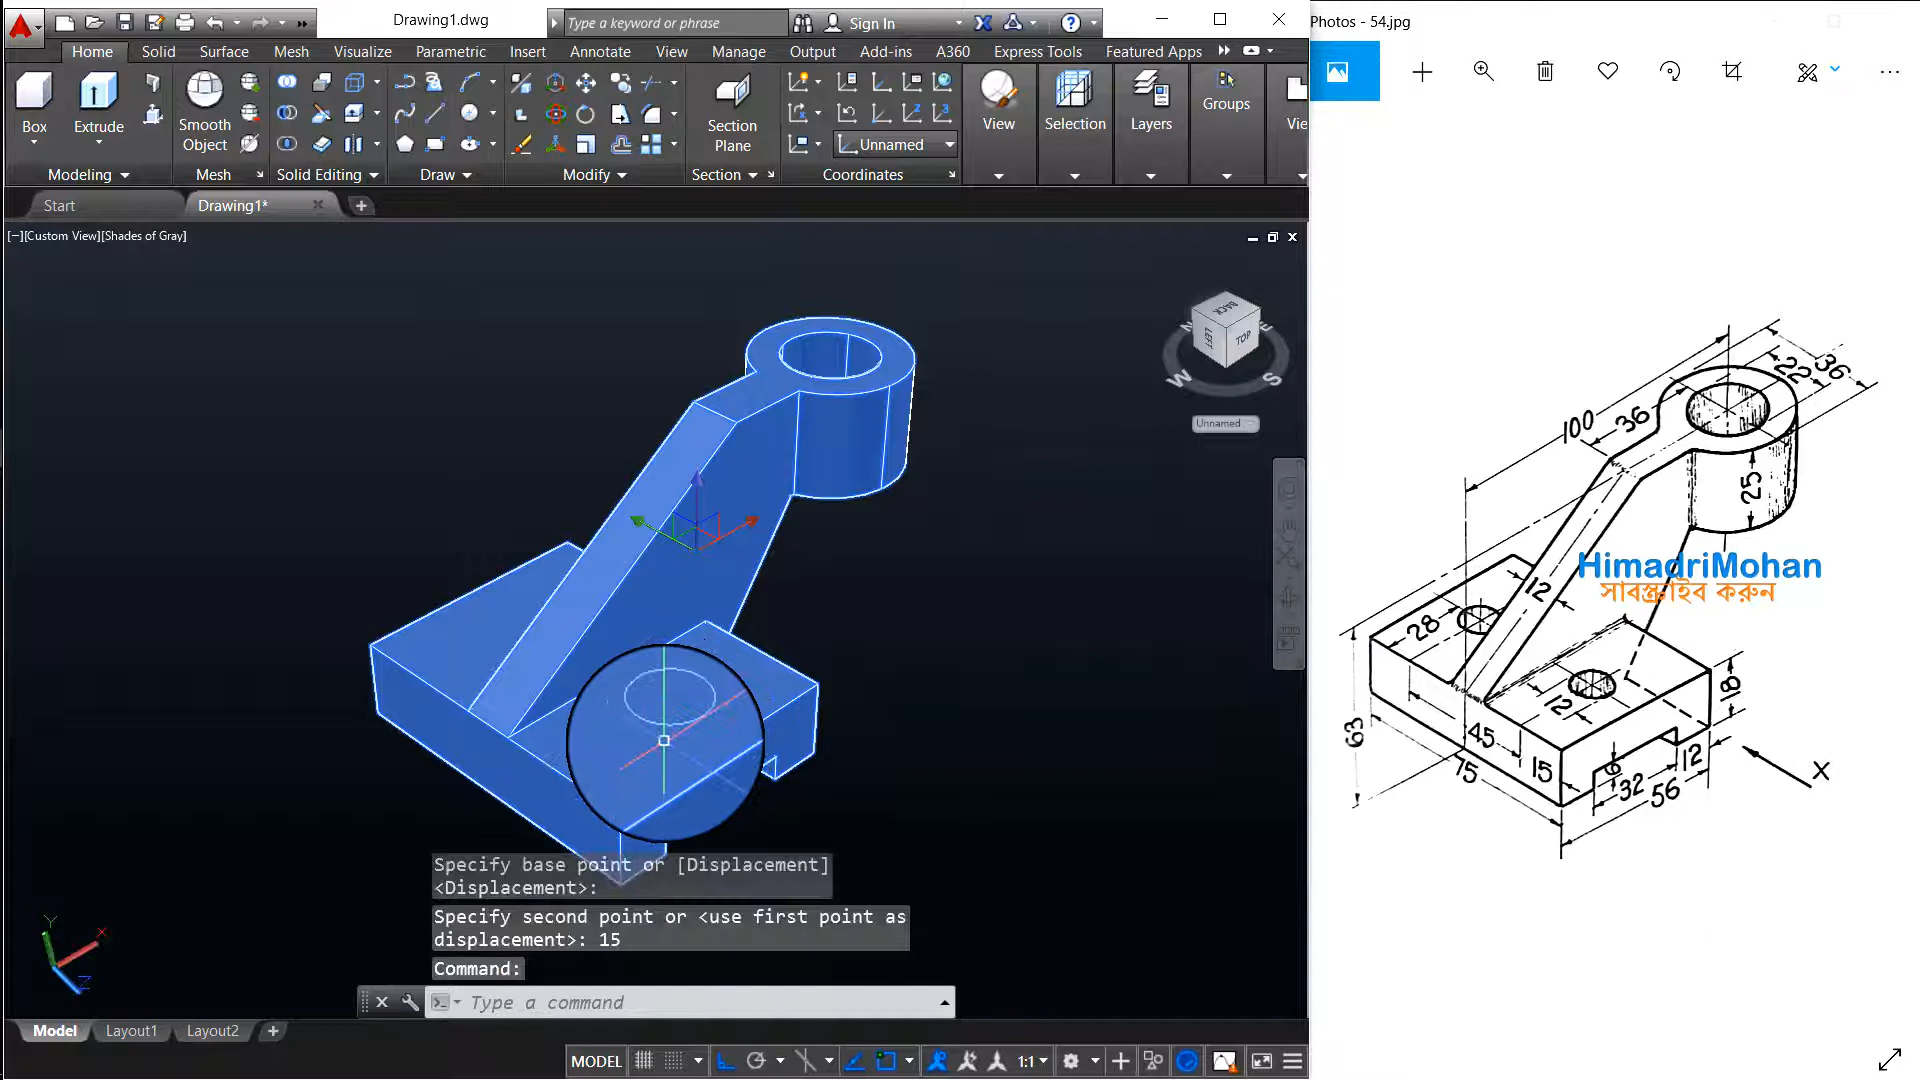 Drawing1.dwg
Type a keyword or phrase
Sign In
Photos - 54.jpg
Home Solid Surface Mesh Visualize Parametric Insert Annotate View Manage Output Add-ins A360 Express Tools Featured Apps
Box
Extrude
Smooth
Object
Section
Plane
Unnamed
View
Selection
Layers
Groups
Vie
Modeling
Mesh
Solid Editing
Draw
Modify
Section
Coordinates
Start
Drawing1*
[−][Custom View][Shades of Gray]
BACK
LEFT
TOP
N
E
W
S
Unnamed
100
36
22
36
25
HimadriMohan
সাবস্ক্রাইব করুন
12
28
12
18
63
45
75
15
6
32
12
56
X
Specify base point or [Displacement]
<Displacement>:
Specify second point or <use first point as
displacement>: 15
Command:
Type a command
Y
X
Z
Model Layout1 Layout2
MODEL
1:1